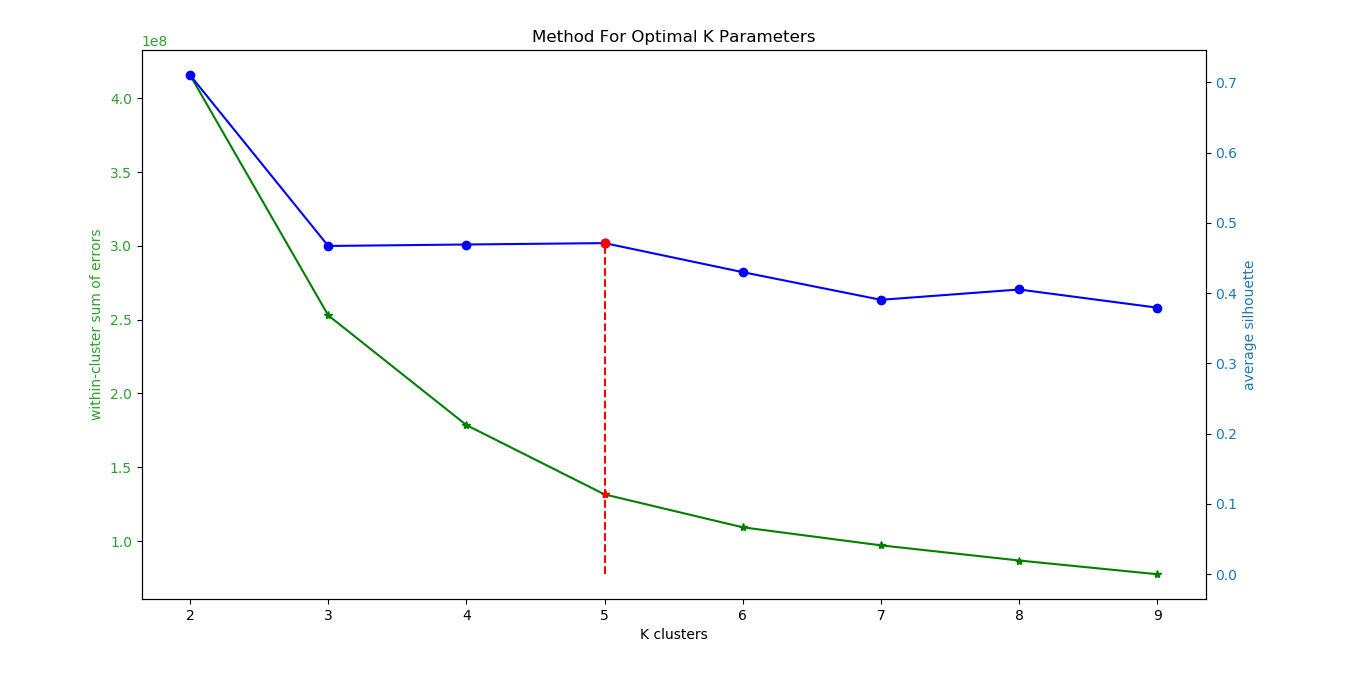 Method For Optimal K Parameters
1e8
4.0
3.5
3.0
2.5
2.0
1.5
1.0
within-cluster sum of errors
0.7
0.6
0.5
0.4
0.3
0.2
0.1
0.0
average silhouette
2 3 4 5 6 7 8 9
K clusters